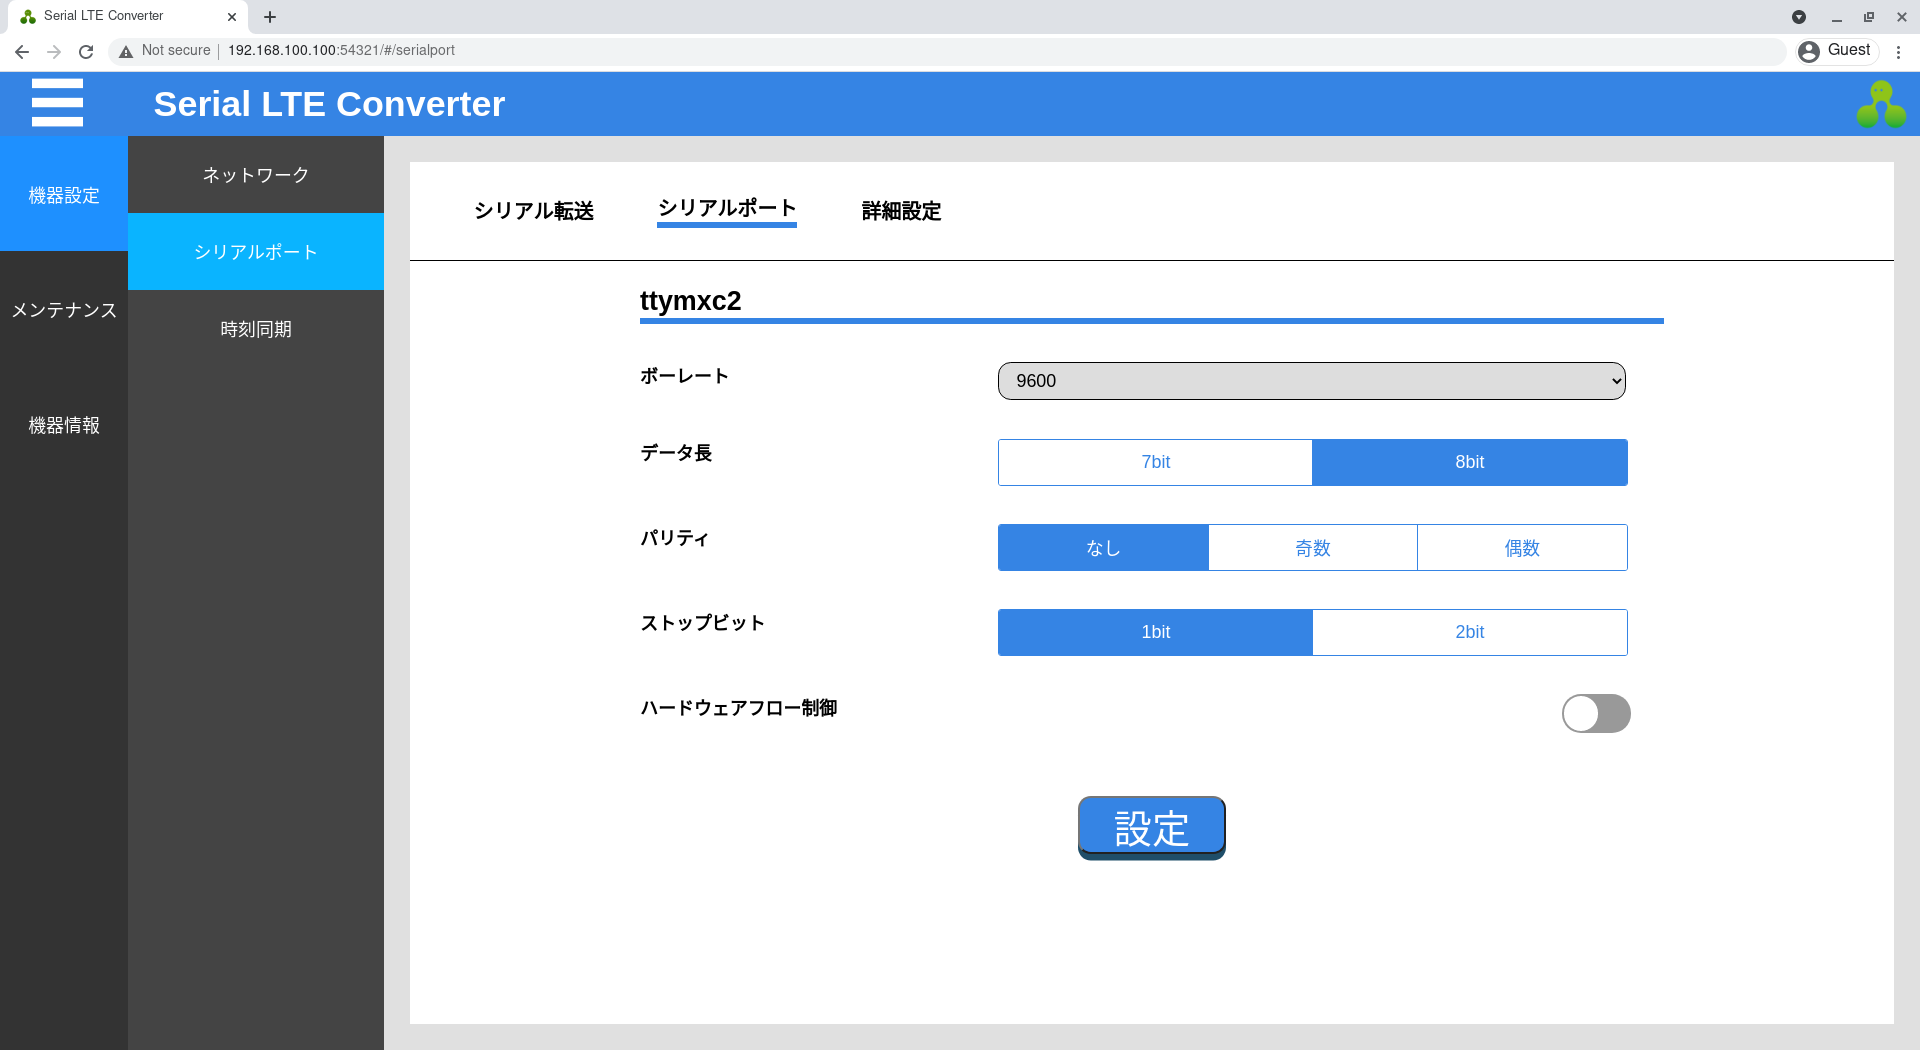 Serial LTE Converter
Not secure
192.168.100.100:54321/#/serialport
Guest
Serial LTE Converter
機器設定
メンテナンス
機器情報
ネットワーク
シリアルポート
時刻同期
シリアル転送 シリアルポート 詳細設定
ttymxc2
ボーレート 9600
データ長 7bit 8bit
パリティ なし 奇数 偶数
ストップビット 1bit 2bit
ハードウェアフロー制御
設定